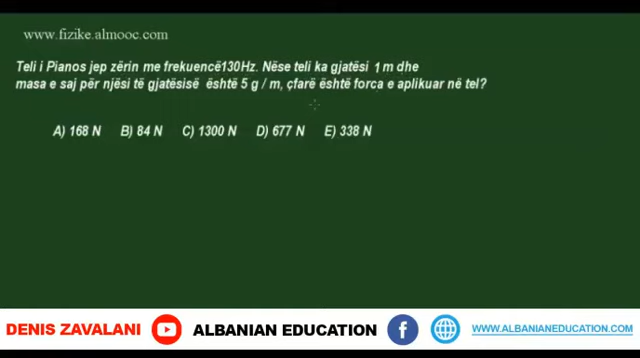 www.fizike.almooc.com
Teli i Pianos jep zërin me frekuencë130Hz. Nëse teli ka gjatësi 1 m dhe
masa e saj për njësi të gjatësisë është 5 g / m, çfarë është forca e aplikuar në tel?
A) 168 N B) 84 N C) 1300 N D) 677 N E) 338 N
DENIS ZAVALANI ALBANIAN EDUCATION WWW.ALBANIANEDUCATION.COM